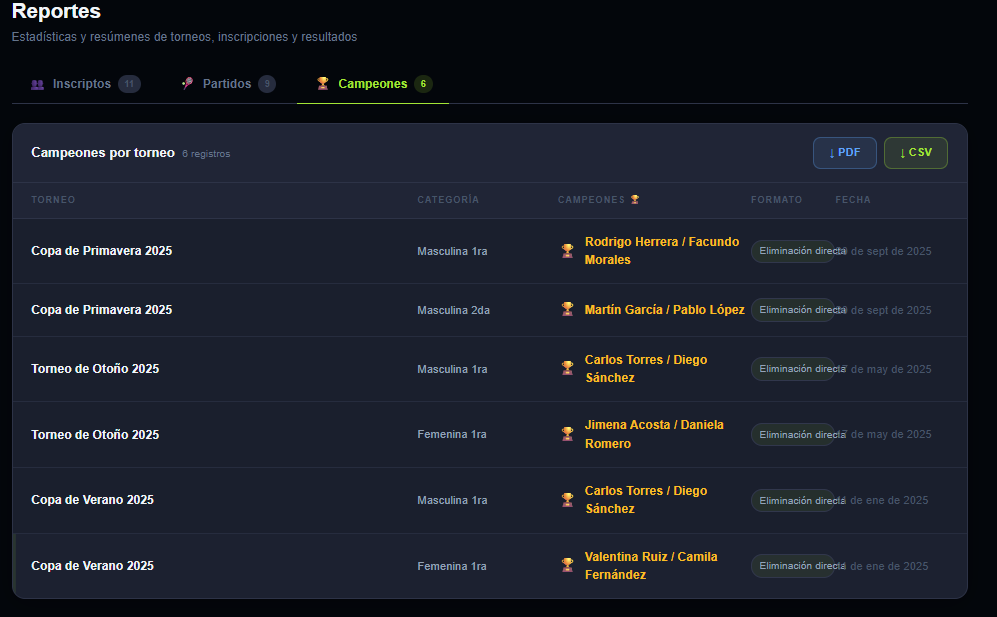 Reportes
Estadísticas y resúmenes de torneos, inscripciones y resultados
Inscriptos 11 Partidos 9 Campeones 6
Campeones por torneo 6 registros ↓ PDF ↓ CSV
TORNEO CATEGORÍA CAMPEONES FORMATO FECHA
Copa de Primavera 2025 Masculina 1ra Rodrigo Herrera / Facundo Morales Eliminación directa de sept de 2025
Copa de Primavera 2025 Masculina 2da Martín García / Pablo López Eliminación directa de sept de 2025
Torneo de Otoño 2025 Masculina 1ra Carlos Torres / Diego Sánchez Eliminación directa de may de 2025
Torneo de Otoño 2025 Femenina 1ra Jimena Acosta / Daniela Romero Eliminación directa de may de 2025
Copa de Verano 2025 Masculina 1ra Carlos Torres / Diego Sánchez Eliminación directa de ene de 2025
Copa de Verano 2025 Femenina 1ra Valentina Ruiz / Camila Fernández Eliminación directa de ene de 2025